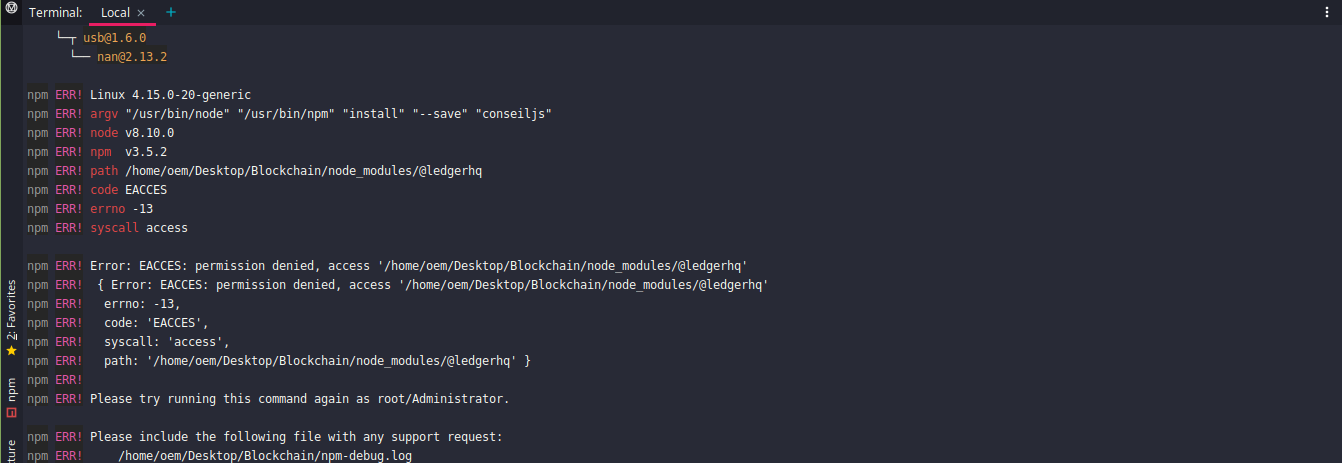 Terminal: Local × +
└─┬ usb@1.6.0
└── nan@2.13.2
npm ERR! Linux 4.15.0-20-generic
npm ERR! argv "/usr/bin/node" "/usr/bin/npm" "install" "--save" "conseiljs"
npm ERR! node v8.10.0
npm ERR! npm  v3.5.2
npm ERR! path /home/oem/Desktop/Blockchain/node_modules/@ledgerhq
npm ERR! code EACCES
npm ERR! errno -13
npm ERR! syscall access
npm ERR! Error: EACCES: permission denied, access '/home/oem/Desktop/Blockchain/node_modules/@ledgerhq'
npm ERR!  { Error: EACCES: permission denied, access '/home/oem/Desktop/Blockchain/node_modules/@ledgerhq'
npm ERR!   errno: -13,
npm ERR!   code: 'EACCES',
npm ERR!   syscall: 'access',
npm ERR!   path: '/home/oem/Desktop/Blockchain/node_modules/@ledgerhq' }
npm ERR!
npm ERR! Please try running this command again as root/Administrator.
npm ERR! Please include the following file with any support request:
npm ERR!     /home/oem/Desktop/Blockchain/npm-debug.log
2: Favorites
npm